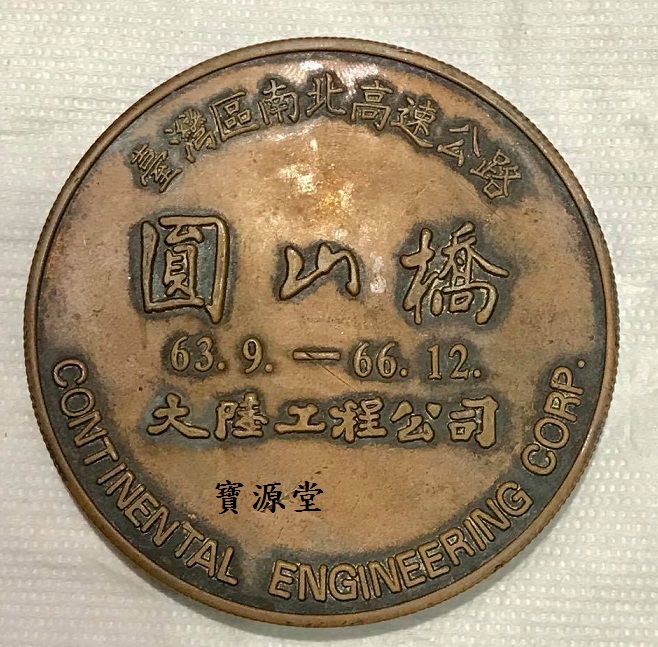 臺灣區南北高速公路
圓山橋
63.9.—66.12.
大陸工程公司
寶源堂
CONTINENTAL ENGINEERING CORP.